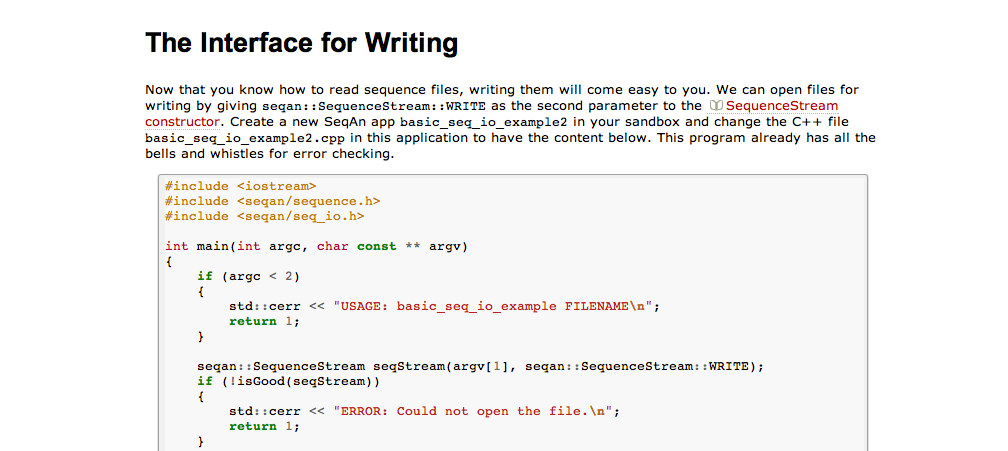 The Interface for Writing
Now that you know how to read sequence files, writing them will come easy to you. We can open files for
writing by giving seqan::SequenceStream::WRITE as the second parameter to the SequenceStream
constructor. Create a new SeqAn app basic_seq_io_example2 in your sandbox and change the C++ file
basic_seq_io_example2.cpp in this application to have the content below. This program already has all the
bells and whistles for error checking.
#include <iostream>
#include <seqan/sequence.h>
#include <seqan/seq_io.h>
int main(int argc, char const ** argv)
{
    if (argc < 2)
    {
        std::cerr << "USAGE: basic_seq_io_example FILENAME\n";
        return 1;
    }
    seqan::SequenceStream seqStream(argv[1], seqan::SequenceStream::WRITE);
    if (!isGood(seqStream))
    {
        std::cerr << "ERROR: Could not open the file.\n";
        return 1;
    }